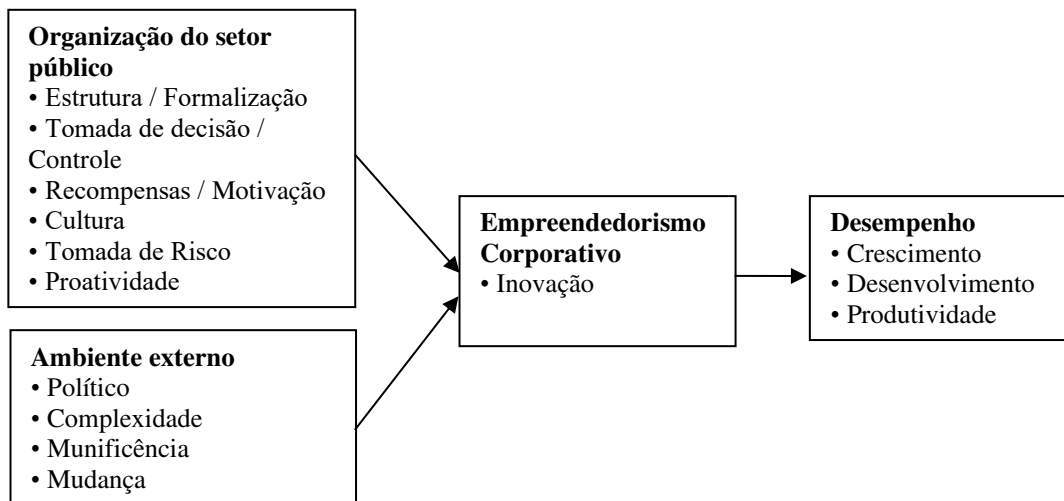 Organização do setor
público
• Estrutura / Formalização
• Tomada de decisão /
Controle
• Recompensas / Motivação
• Cultura
• Tomada de Risco
• Proatividade
Ambiente externo
• Político
• Complexidade
• Munificência
• Mudança
Empreendedorismo
Corporativo
• Inovação
Desempenho
• Crescimento
• Desenvolvimento
• Produtividade